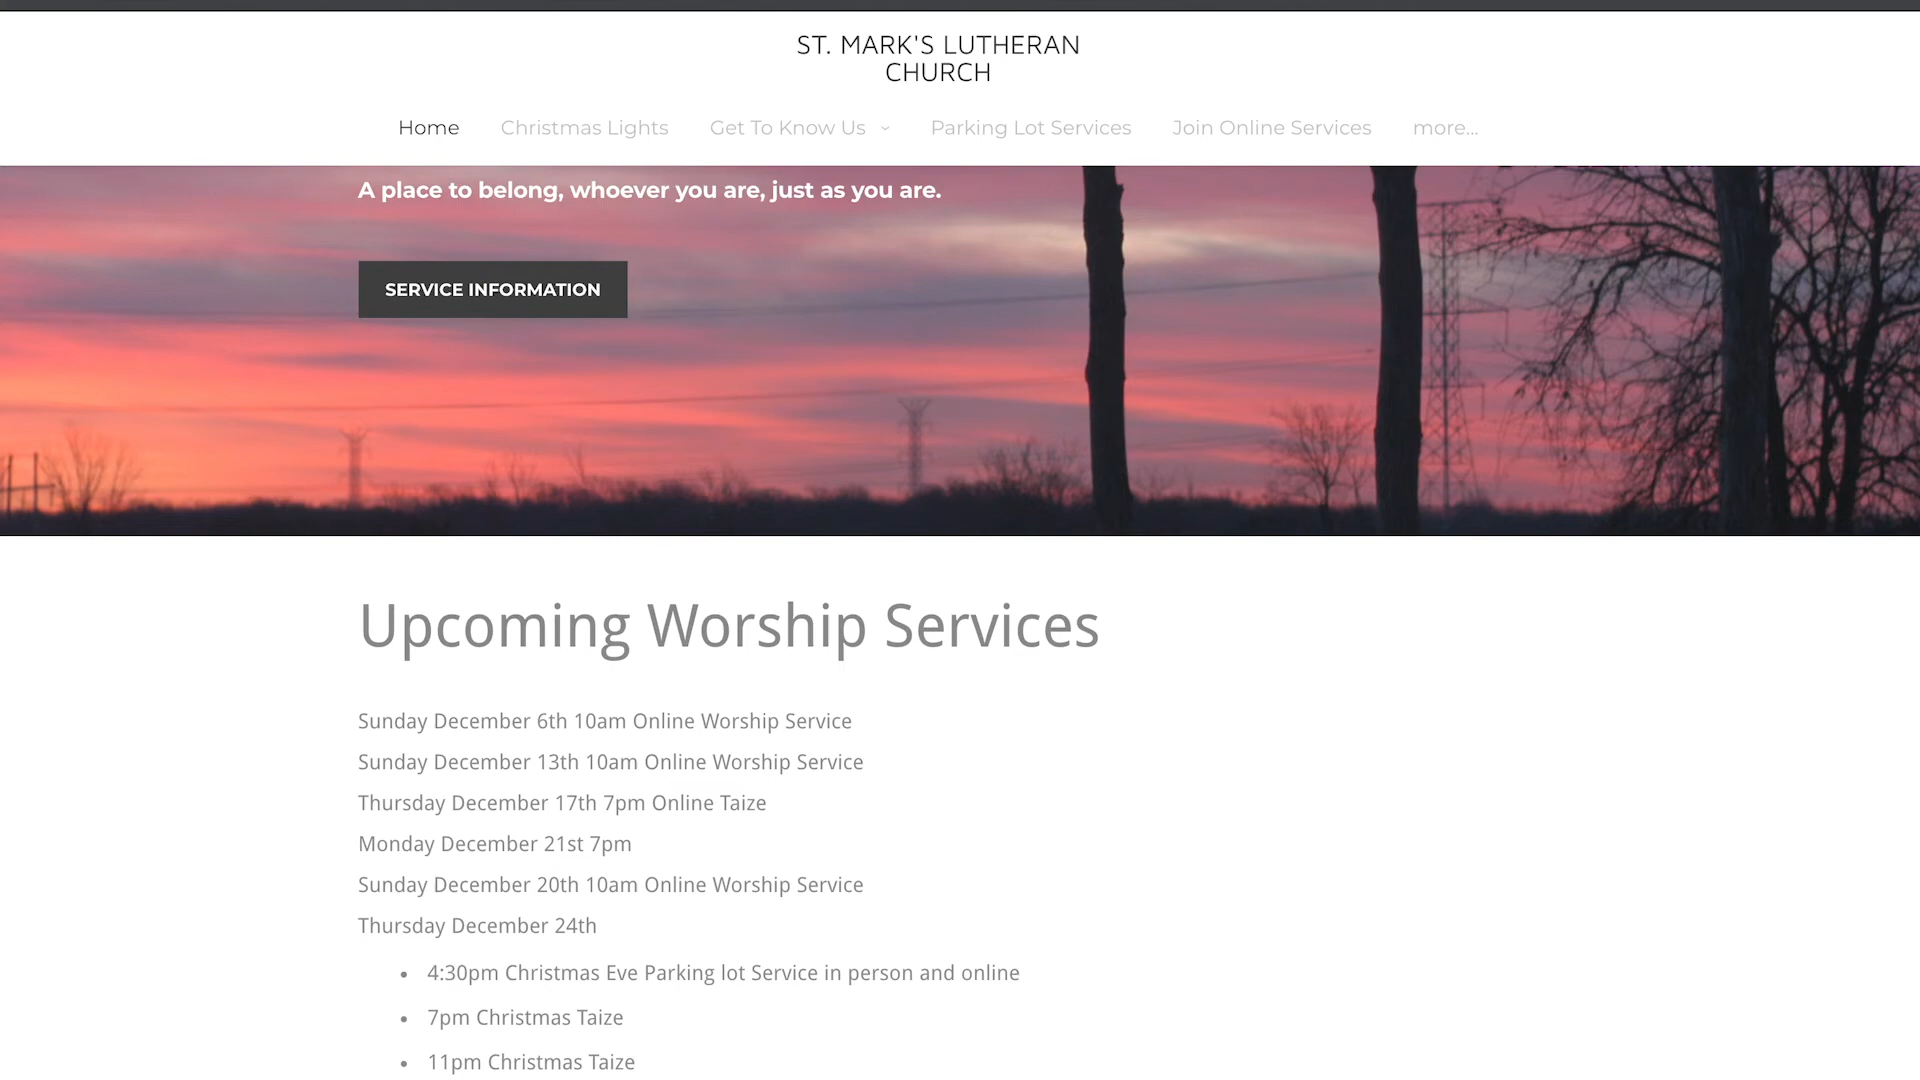 ST. MARK'S LUTHERAN
CHURCH
Home Christmas Lights Get To Know Us Parking Lot Services Join Online Services more...
A place to belong, whoever you are, just as you are.
SERVICE INFORMATION
Upcoming Worship Services
Sunday December 6th 10am Online Worship Service
Sunday December 13th 10am Online Worship Service
Thursday December 17th 7pm Online Taize
Monday December 21st 7pm
Sunday December 20th 10am Online Worship Service
Thursday December 24th
• 4:30pm Christmas Eve Parking lot Service in person and online
• 7pm Christmas Taize
• 11pm Christmas Taize